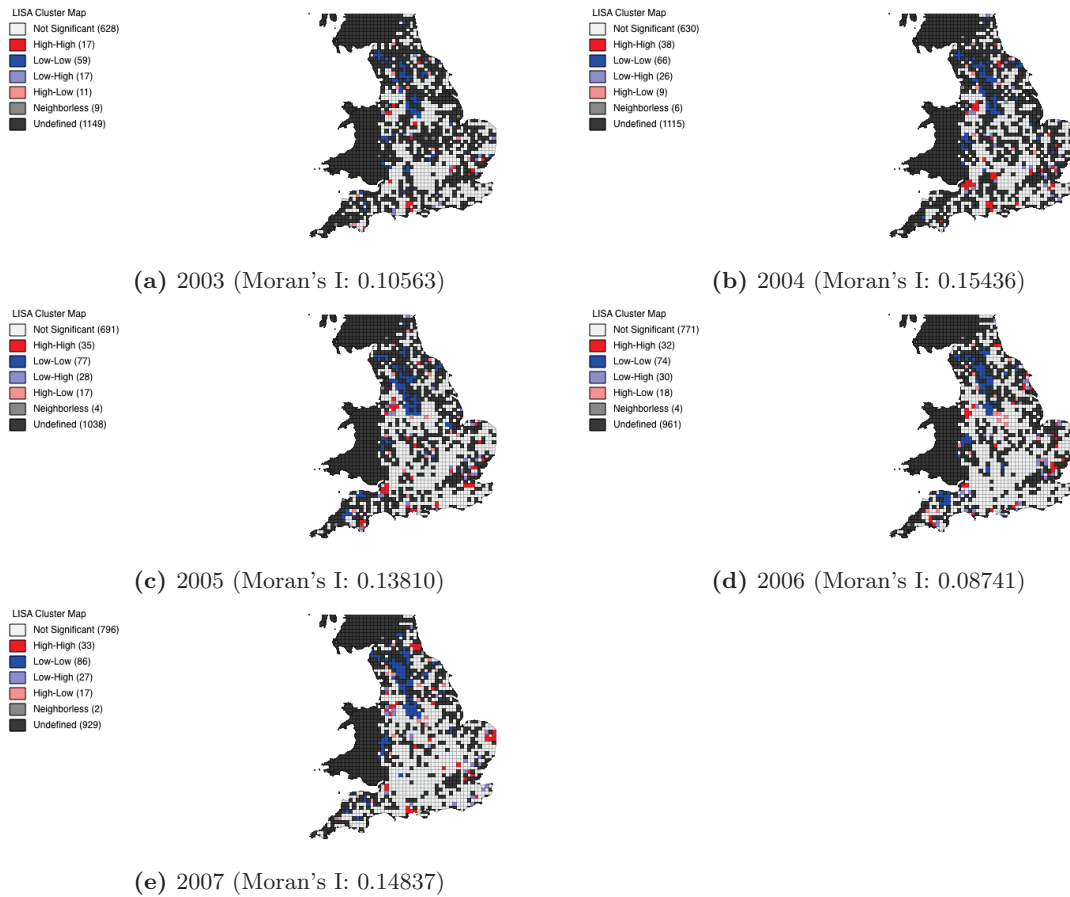 LISA Cluster Map
Not Significant (628)
High-High (17)
Low-Low (59)
Low-High (17)
High-Low (11)
Neighborless (9)
Undefined (1149)
(a) 2003 (Moran's I: 0.10563)
LISA Cluster Map
Not Significant (630)
High-High (38)
Low-Low (66)
Low-High (26)
High-Low (9)
Neighborless (6)
Undefined (1115)
(b) 2004 (Moran's I: 0.15436)
LISA Cluster Map
Not Significant (691)
High-High (35)
Low-Low (77)
Low-High (28)
High-Low (17)
Neighborless (4)
Undefined (1038)
(c) 2005 (Moran's I: 0.13810)
LISA Cluster Map
Not Significant (771)
High-High (32)
Low-Low (74)
Low-High (30)
High-Low (18)
Neighborless (4)
Undefined (961)
(d) 2006 (Moran's I: 0.08741)
LISA Cluster Map
Not Significant (796)
High-High (33)
Low-Low (86)
Low-High (27)
High-Low (17)
Neighborless (2)
Undefined (929)
(e) 2007 (Moran's I: 0.14837)